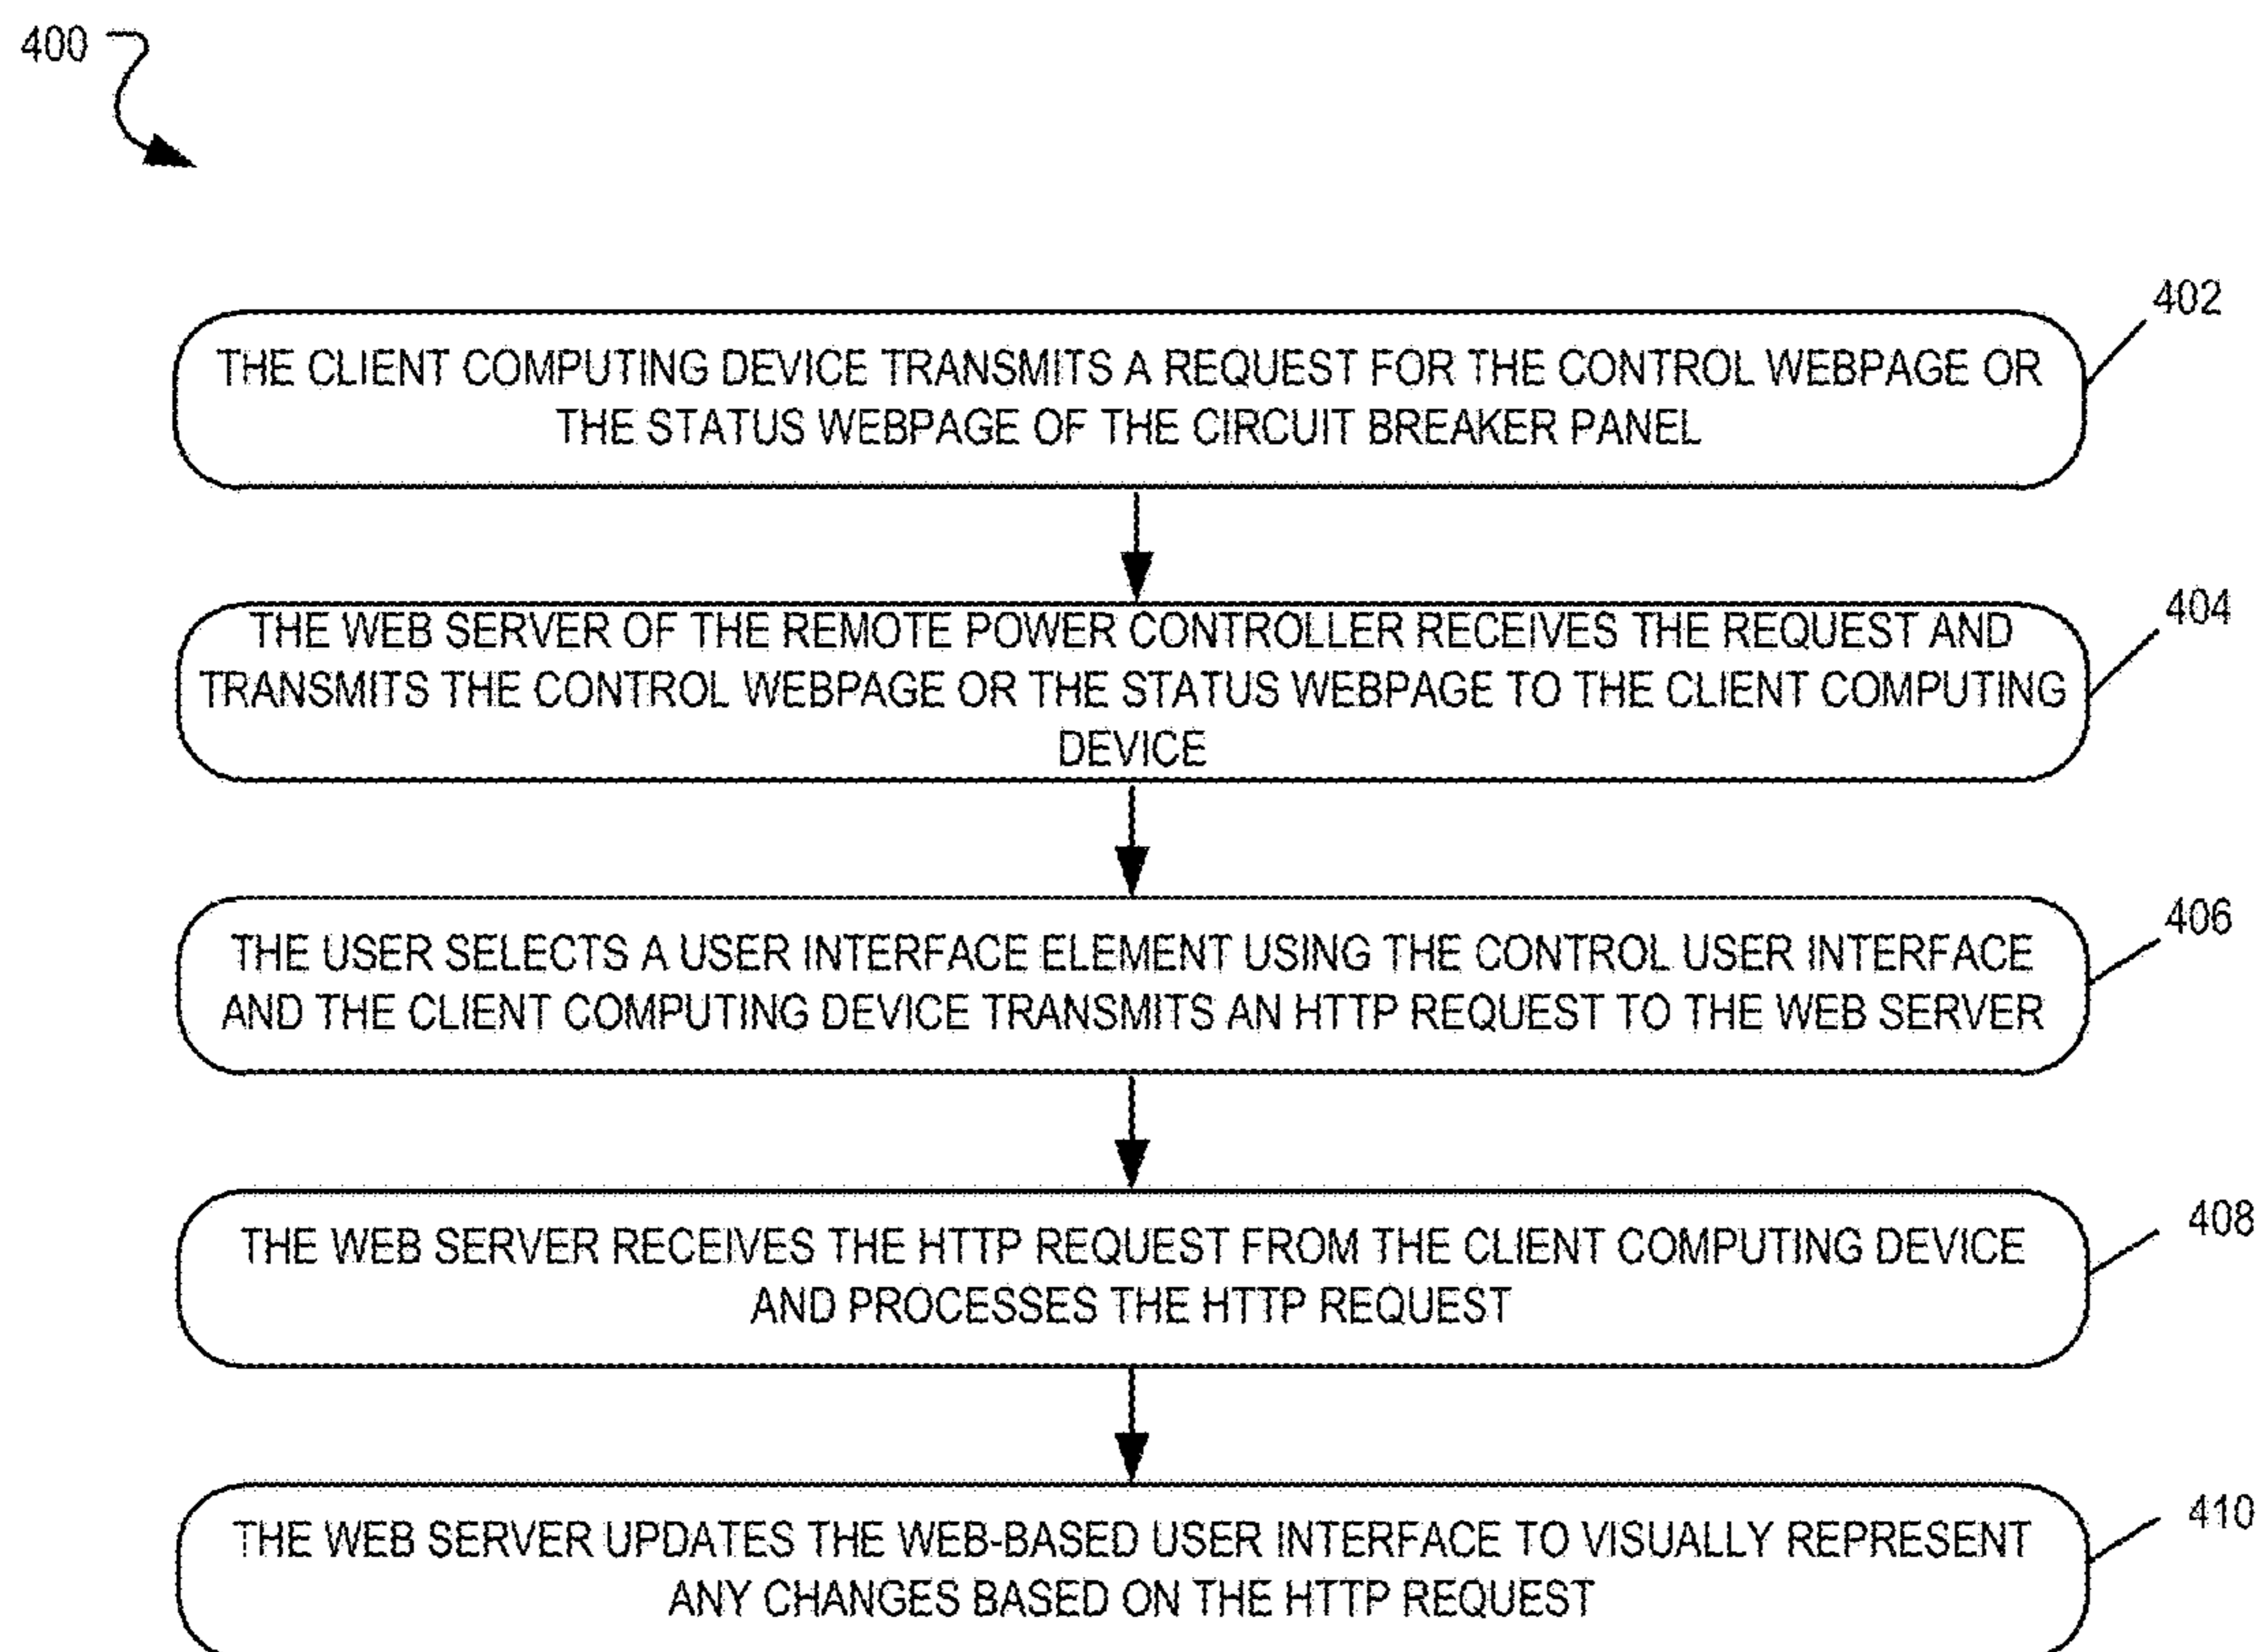 400
402
THE CLIENT COMPUTING DEVICE TRANSMITS A REQUEST FOR THE CONTROL WEBPAGE OR
THE STATUS WEBPAGE OF THE CIRCUIT BREAKER PANEL
404
THE WEB SERVER OF THE REMOTE POWER CONTROLLER RECEIVES THE REQUEST AND
TRANSMITS THE CONTROL WEBPAGE OR THE STATUS WEBPAGE TO THE CLIENT COMPUTING
DEVICE
406
THE USER SELECTS A USER INTERFACE ELEMENT USING THE CONTROL USER INTERFACE
AND THE CLIENT COMPUTING DEVICE TRANSMITS AN HTTP REQUEST TO THE WEB SERVER
408
THE WEB SERVER RECEIVES THE HTTP REQUEST FROM THE CLIENT COMPUTING DEVICE
AND PROCESSES THE HTTP REQUEST
410
THE WEB SERVER UPDATES THE WEB-BASED USER INTERFACE TO VISUALLY REPRESENT
ANY CHANGES BASED ON THE HTTP REQUEST